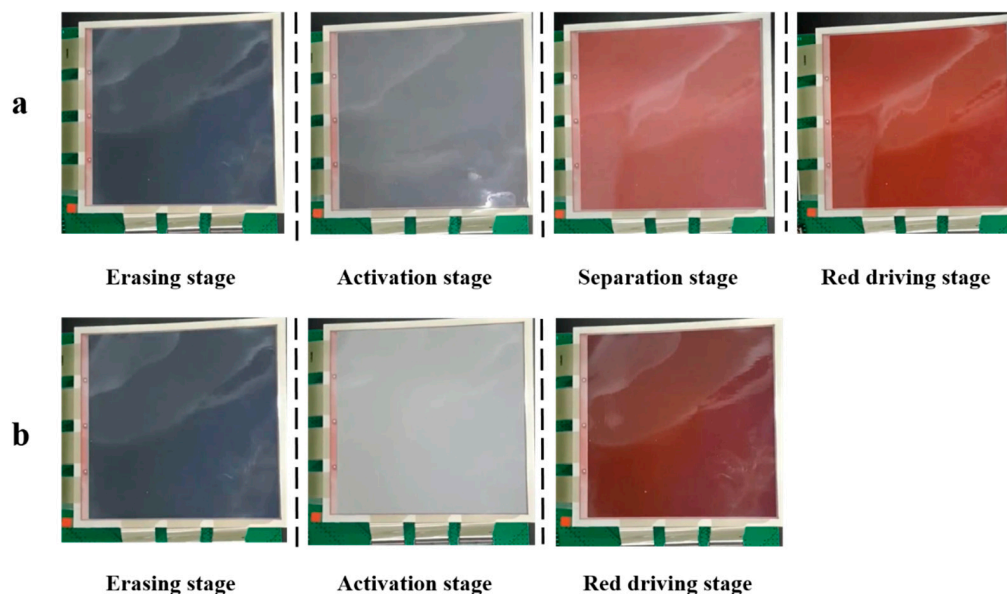 a
Erasing stage
Activation stage
Separation stage
Red driving stage
b
Erasing stage
Activation stage
Red driving stage